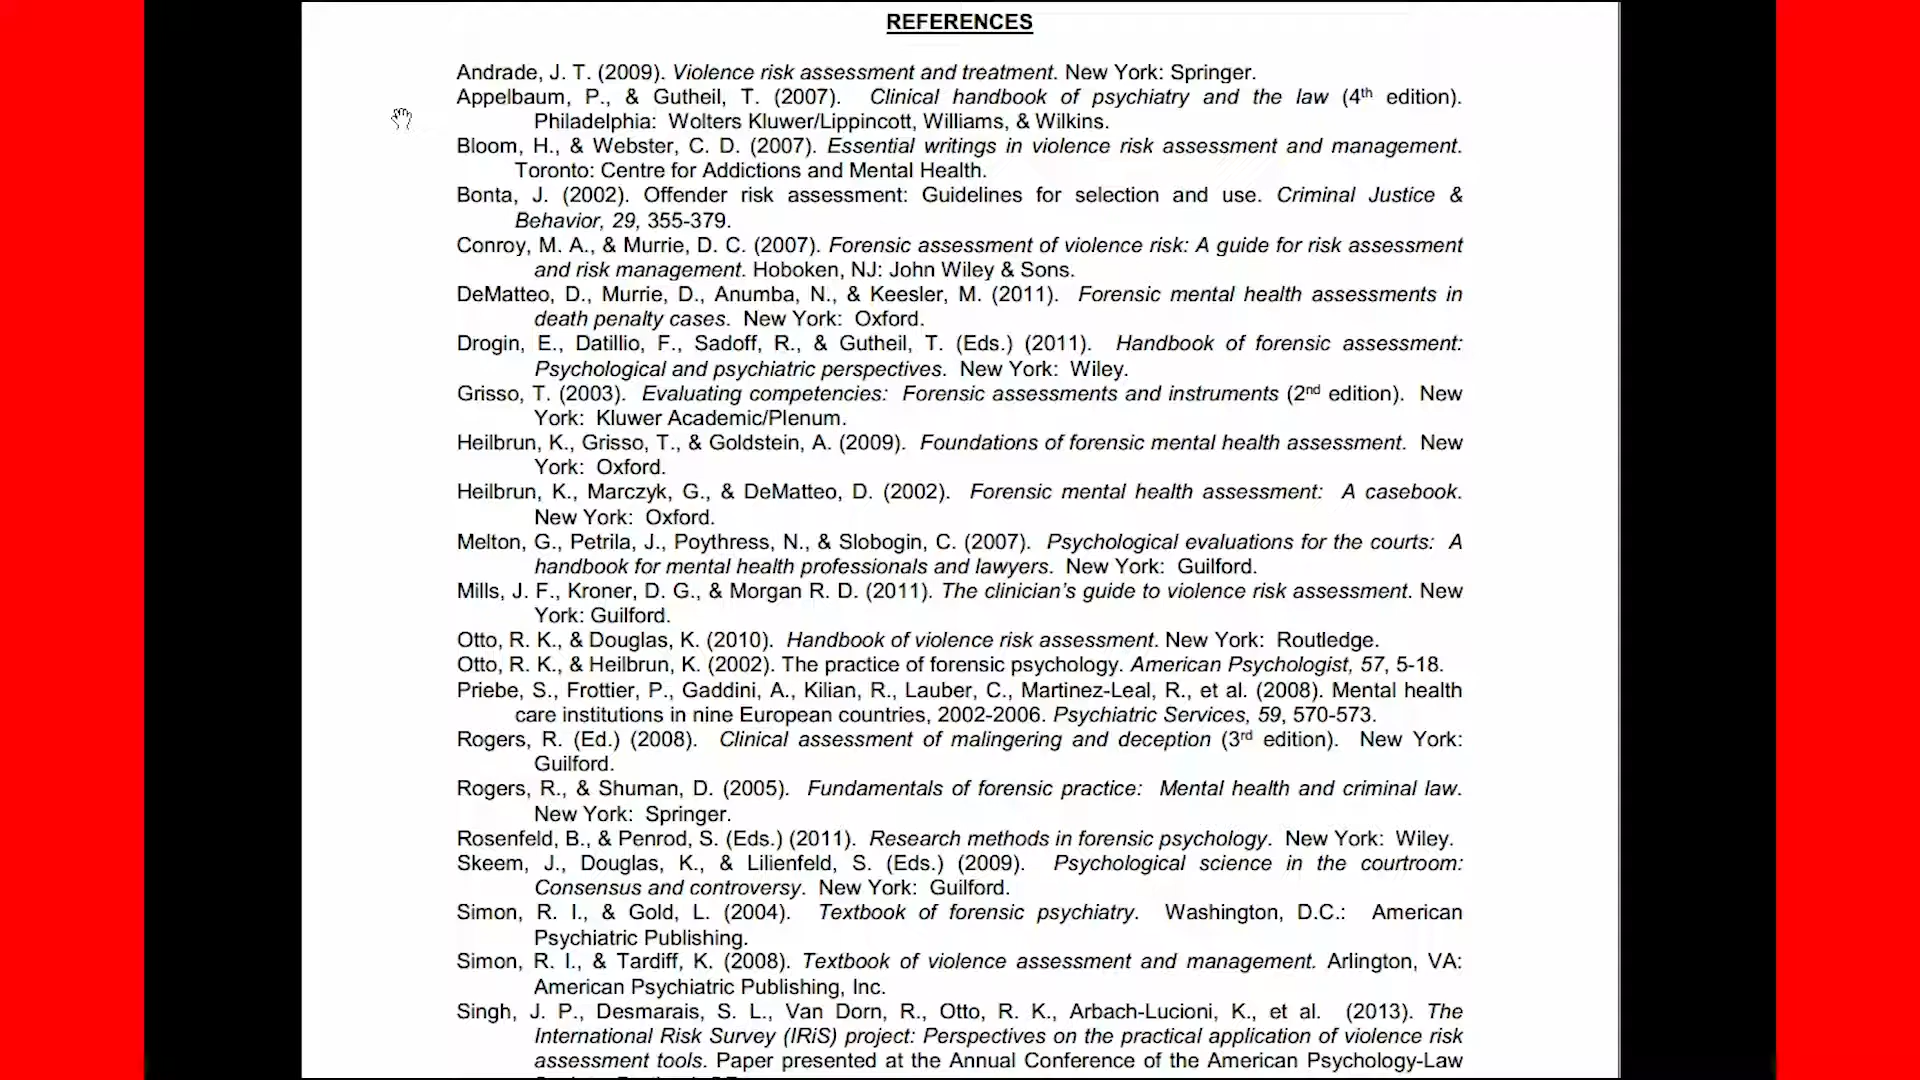 REFERENCES
Andrade, J. T. (2009). Violence risk assessment and treatment. New York: Springer.
Appelbaum, P., & Gutheil, T. (2007). Clinical handbook of psychiatry and the law (4th edition).
Philadelphia: Wolters Kluwer/Lippincott, Williams, & Wilkins.
Bloom, H., & Webster, C. D. (2007). Essential writings in violence risk assessment and management.
Toronto: Centre for Addictions and Mental Health.
Bonta, J. (2002). Offender risk assessment: Guidelines for selection and use. Criminal Justice &
Behavior, 29, 355-379.
Conroy, M. A., & Murrie, D. C. (2007). Forensic assessment of violence risk: A guide for risk assessment
and risk management. Hoboken, NJ: John Wiley & Sons.
DeMatteo, D., Murrie, D., Anumba, N., & Keesler, M. (2011). Forensic mental health assessments in
death penalty cases. New York: Oxford.
Drogin, E., Datillio, F., Sadoff, R., & Gutheil, T. (Eds.) (2011). Handbook of forensic assessment:
Psychological and psychiatric perspectives. New York: Wiley.
Grisso, T. (2003). Evaluating competencies: Forensic assessments and instruments (2nd edition). New
York: Kluwer Academic/Plenum.
Heilbrun, K., Grisso, T., & Goldstein, A. (2009). Foundations of forensic mental health assessment. New
York: Oxford.
Heilbrun, K., Marczyk, G., & DeMatteo, D. (2002). Forensic mental health assessment: A casebook.
New York: Oxford.
Melton, G., Petrila, J., Poythress, N., & Slobogin, C. (2007). Psychological evaluations for the courts: A
handbook for mental health professionals and lawyers. New York: Guilford.
Mills, J. F., Kroner, D. G., & Morgan R. D. (2011). The clinician's guide to violence risk assessment. New
York: Guilford.
Otto, R. K., & Douglas, K. (2010). Handbook of violence risk assessment. New York: Routledge.
Otto, R. K., & Heilbrun, K. (2002). The practice of forensic psychology. American Psychologist, 57, 5-18.
Priebe, S., Frottier, P., Gaddini, A., Kilian, R., Lauber, C., Martinez-Leal, R., et al. (2008). Mental health
care institutions in nine European countries, 2002-2006. Psychiatric Services, 59, 570-573.
Rogers, R. (Ed.) (2008). Clinical assessment of malingering and deception (3rd edition). New York:
Guilford.
Rogers, R., & Shuman, D. (2005). Fundamentals of forensic practice: Mental health and criminal law.
New York: Springer.
Rosenfeld, B., & Penrod, S. (Eds.) (2011). Research methods in forensic psychology. New York: Wiley.
Skeem, J., Douglas, K., & Lilienfeld, S. (Eds.) (2009). Psychological science in the courtroom:
Consensus and controversy. New York: Guilford.
Simon, R. I., & Gold, L. (2004). Textbook of forensic psychiatry. Washington, D.C.: American
Psychiatric Publishing.
Simon, R. I., & Tardiff, K. (2008). Textbook of violence assessment and management. Arlington, VA:
American Psychiatric Publishing, Inc.
Singh, J. P., Desmarais, S. L., Van Dorn, R., Otto, R. K., Arbach-Lucioni, K., et al. (2013). The
International Risk Survey (IRiS) project: Perspectives on the practical application of violence risk
assessment tools. Paper presented at the Annual Conference of the American Psychology-Law